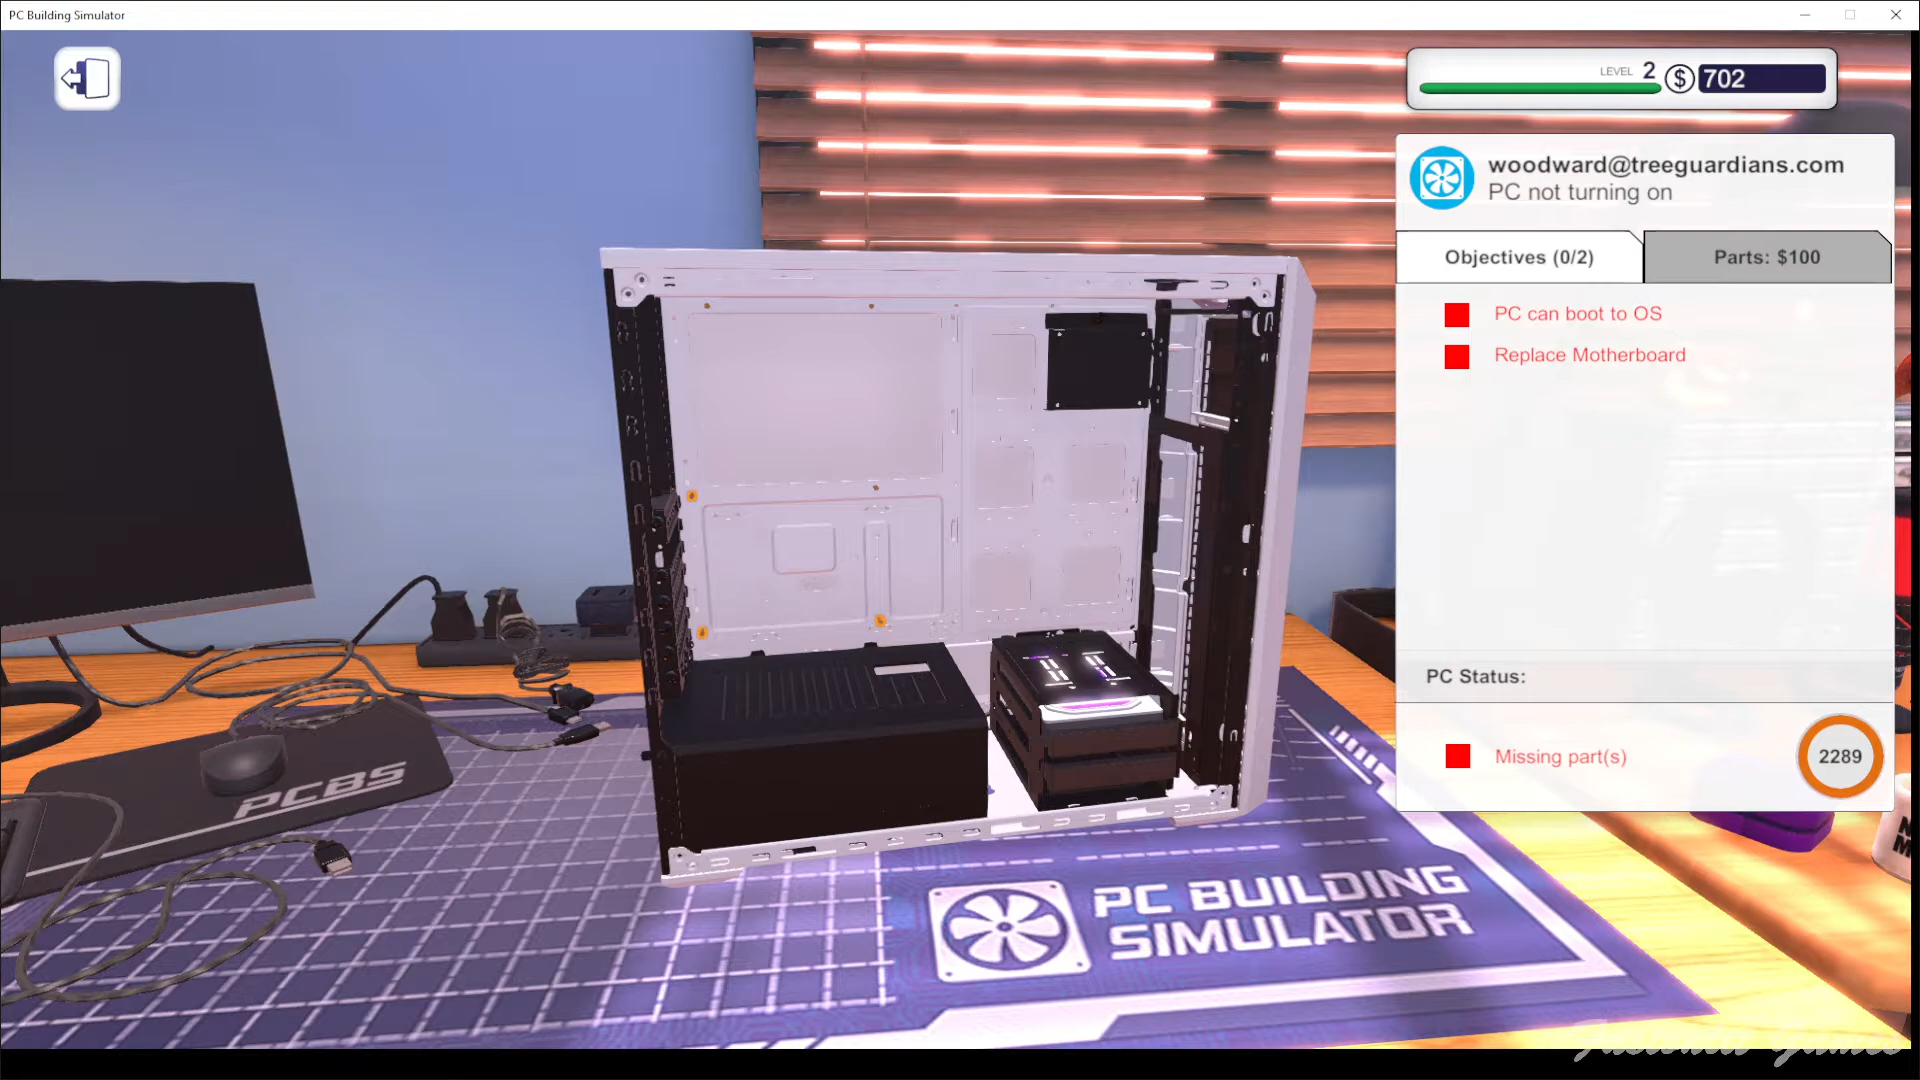 PC Building Simulator
LEVEL 2 $ 702
woodward@treeguardians.com
PC not turning on
Objectives (0/2)
Parts: $100
PC can boot to OS
Replace Motherboard
PC Status:
Missing part(s)
2289
PCBS
PC BUILDING
SIMULATOR